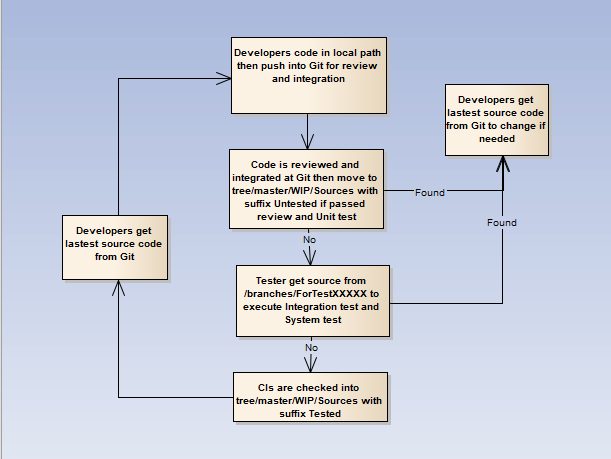 Developers code in local path
then push into Git for review
and integration
Developers get
lastest source code
from Git to change if
needed
Code is reviewed and
integrated at Git then move to
tree/master/WIP/Sources with
suffix Untested if passed
review and Unit test
Found
Developers get
lastest source code
from Git
Found
No
Tester get source from
/branches/ForTestXXXXX to
execute Integration test and
System test
No
CIs are checked into
tree/master/WIP/Sources with
suffix Tested